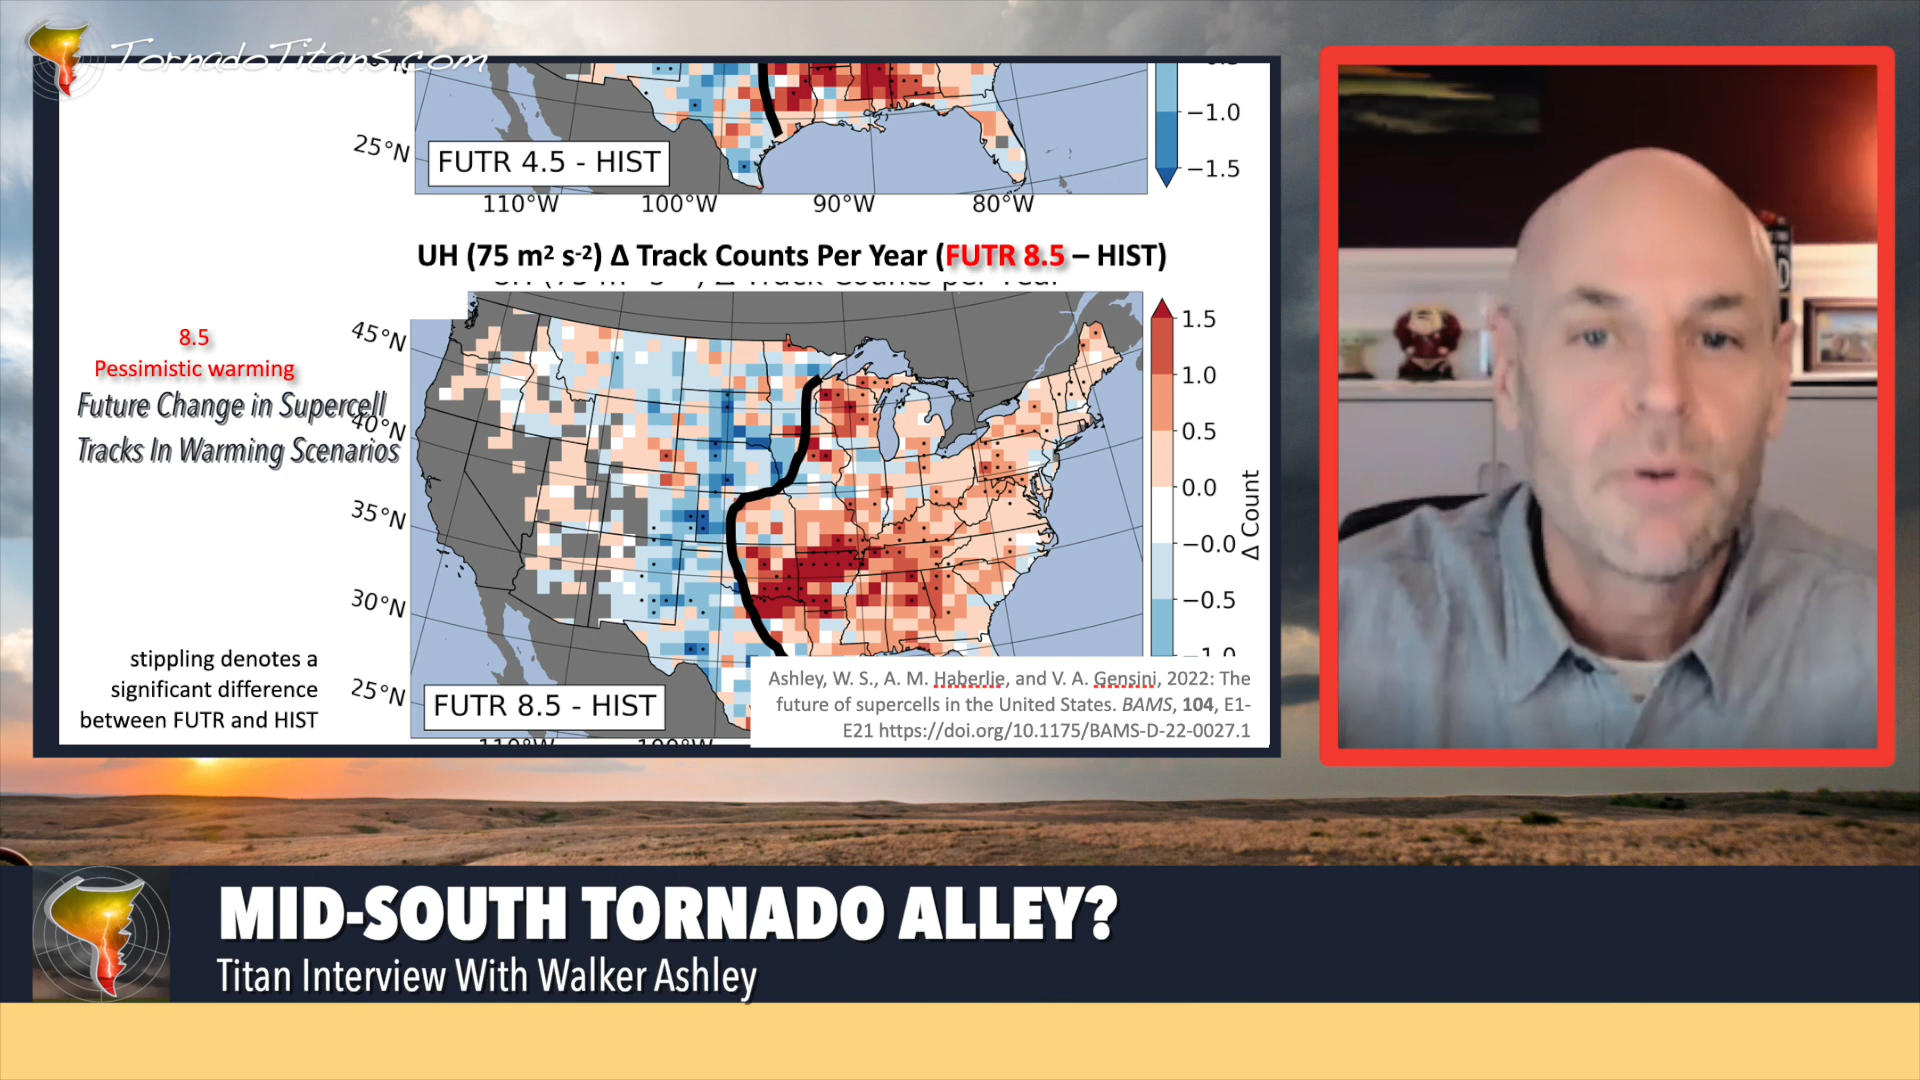 TornadoTitans.com
25°N
FUTR 4.5 - HIST
−1.0
−1.5
110°W
100°W
90°W
80°W
UH (75 m² s⁻²) Δ Track Counts Per Year (FUTR 8.5 – HIST)
8.5
Pessimistic warming
Future Change in Supercell
Tracks In Warming Scenarios
45°N
40°N
35°N
30°N
25°N
1.5
1.0
0.5
0.0
−0.0
−0.5
Δ Count
stippling denotes a
significant difference
between FUTR and HIST
FUTR 8.5 - HIST
Ashley, W. S., A. M. Haberlie, and V. A. Gensini, 2022: The
future of supercells in the United States. BAMS, 104, E1-
E21 https://doi.org/10.1175/BAMS-D-22-0027.1
MID-SOUTH TORNADO ALLEY?
Titan Interview With Walker Ashley